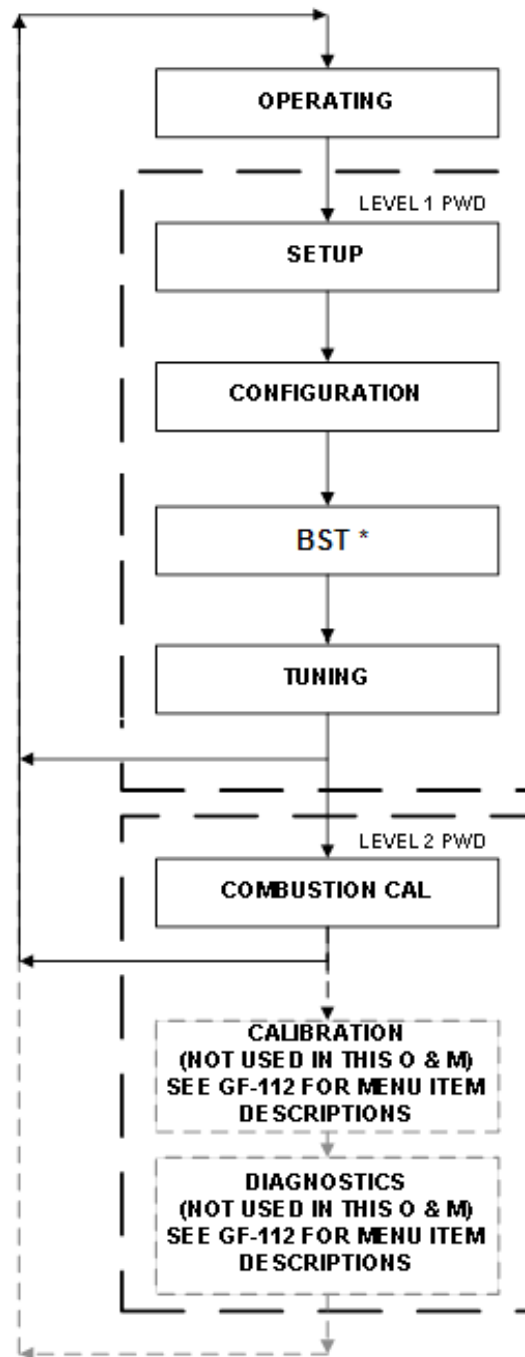 OPERATING
LEVEL 1 PWD
SETUP
CONFIGURATION
BST *
TUNING
LEVEL 2 PWD
COMBUSTION CAL
CALIBRATION
(NOT USED IN THIS O & M)
SEE GF-112 FOR MENU ITEM
DESCRIPTIONS
DIAGNOSTICS
(NOT USED IN THIS O & M)
SEE GF-112 FOR MENU ITEM
DESCRIPTIONS